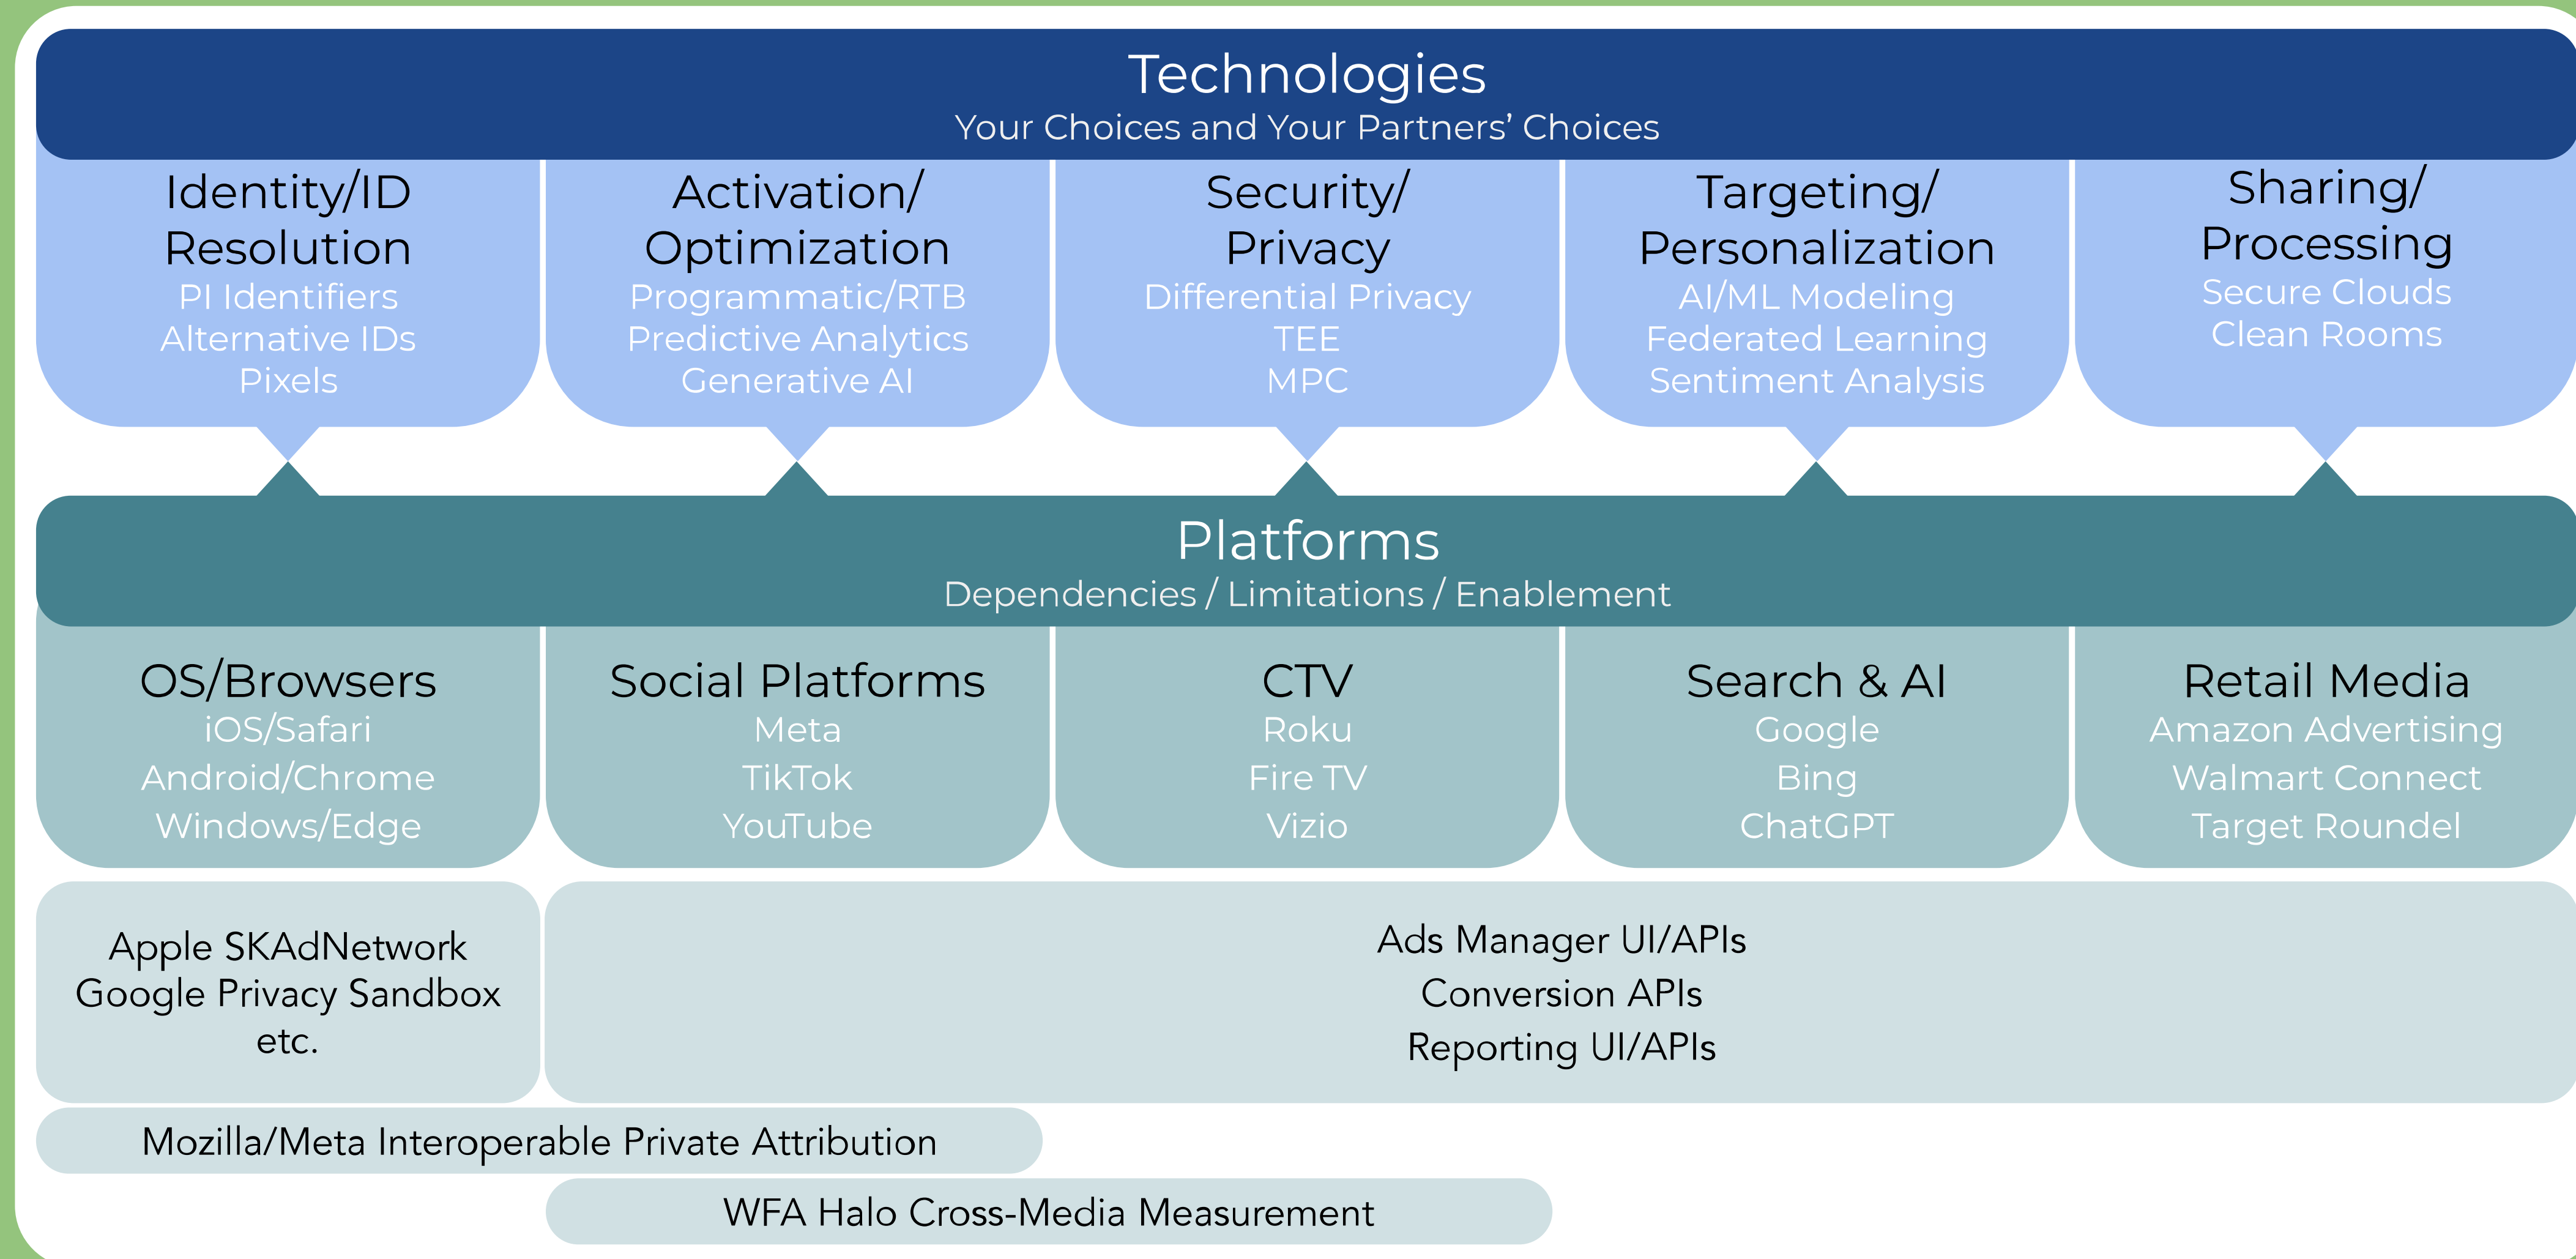 Technologies
Your Choices and Your Partners’ Choices
Identity/ID
Resolution
PI Identifiers
Alternative IDs
Pixels
Activation/
Optimization
Programmatic/RTB
Predictive Analytics
Generative AI
Security/
Privacy
Differential Privacy
TEE
MPC
Targeting/
Personalization
AI/ML Modeling
Federated Learning
Sentiment Analysis
Sharing/
Processing
Secure Clouds
Clean Rooms
Platforms
Dependencies / Limitations / Enablement
OS/Browsers
iOS/Safari
Android/Chrome
Windows/Edge
Social Platforms
Meta
TikTok
YouTube
CTV
Roku
Fire TV
Vizio
Search & AI
Google
Bing
ChatGPT
Retail Media
Amazon Advertising
Walmart Connect
Target Roundel
Apple SKAdNetwork
Google Privacy Sandbox
etc.
Ads Manager UI/APIs
Conversion APIs
Reporting UI/APIs
Mozilla/Meta Interoperable Private Attribution
WFA Halo Cross-Media Measurement